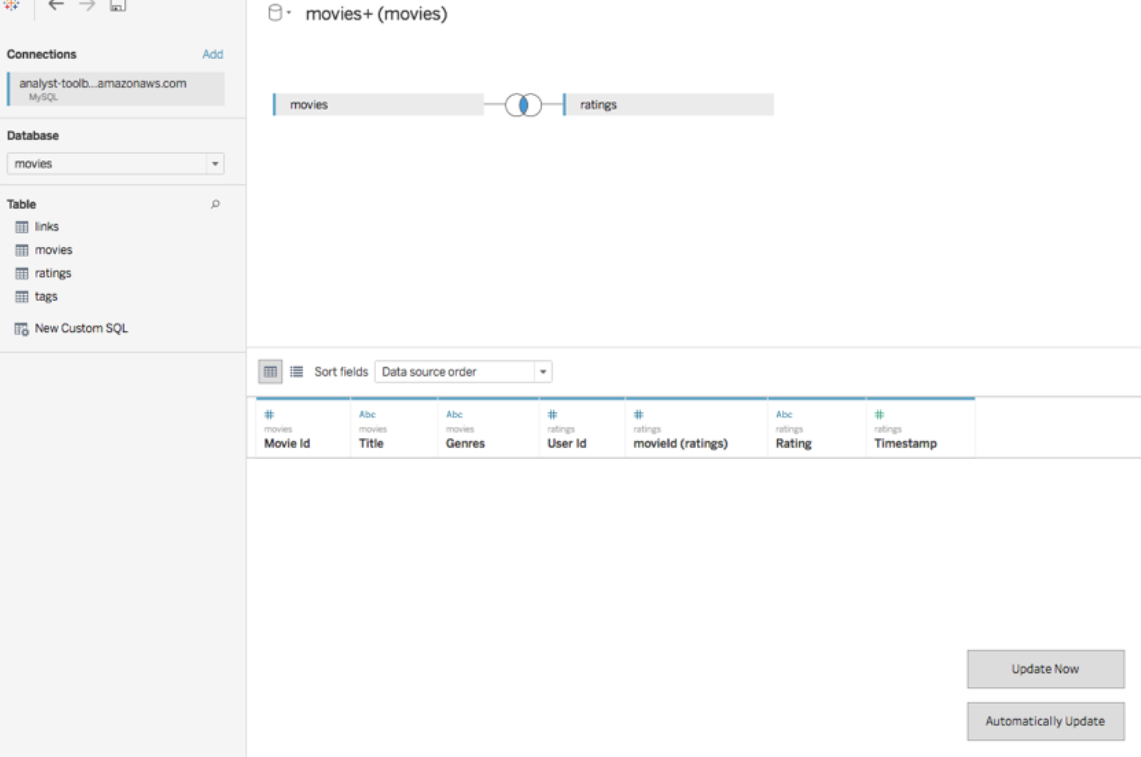 movies+ (movies)
Connections Add
analyst-toolb...amazonaws.com
MySQL
movies ratings
Database
movies
Table
links
movies
ratings
tags
New Custom SQL
Sort fields Data source order
# Abc Abc # # Abc #
movies movies movies ratings ratings ratings ratings
Movie Id Title Genres User Id movieId (ratings) Rating Timestamp
Update Now
Automatically Update